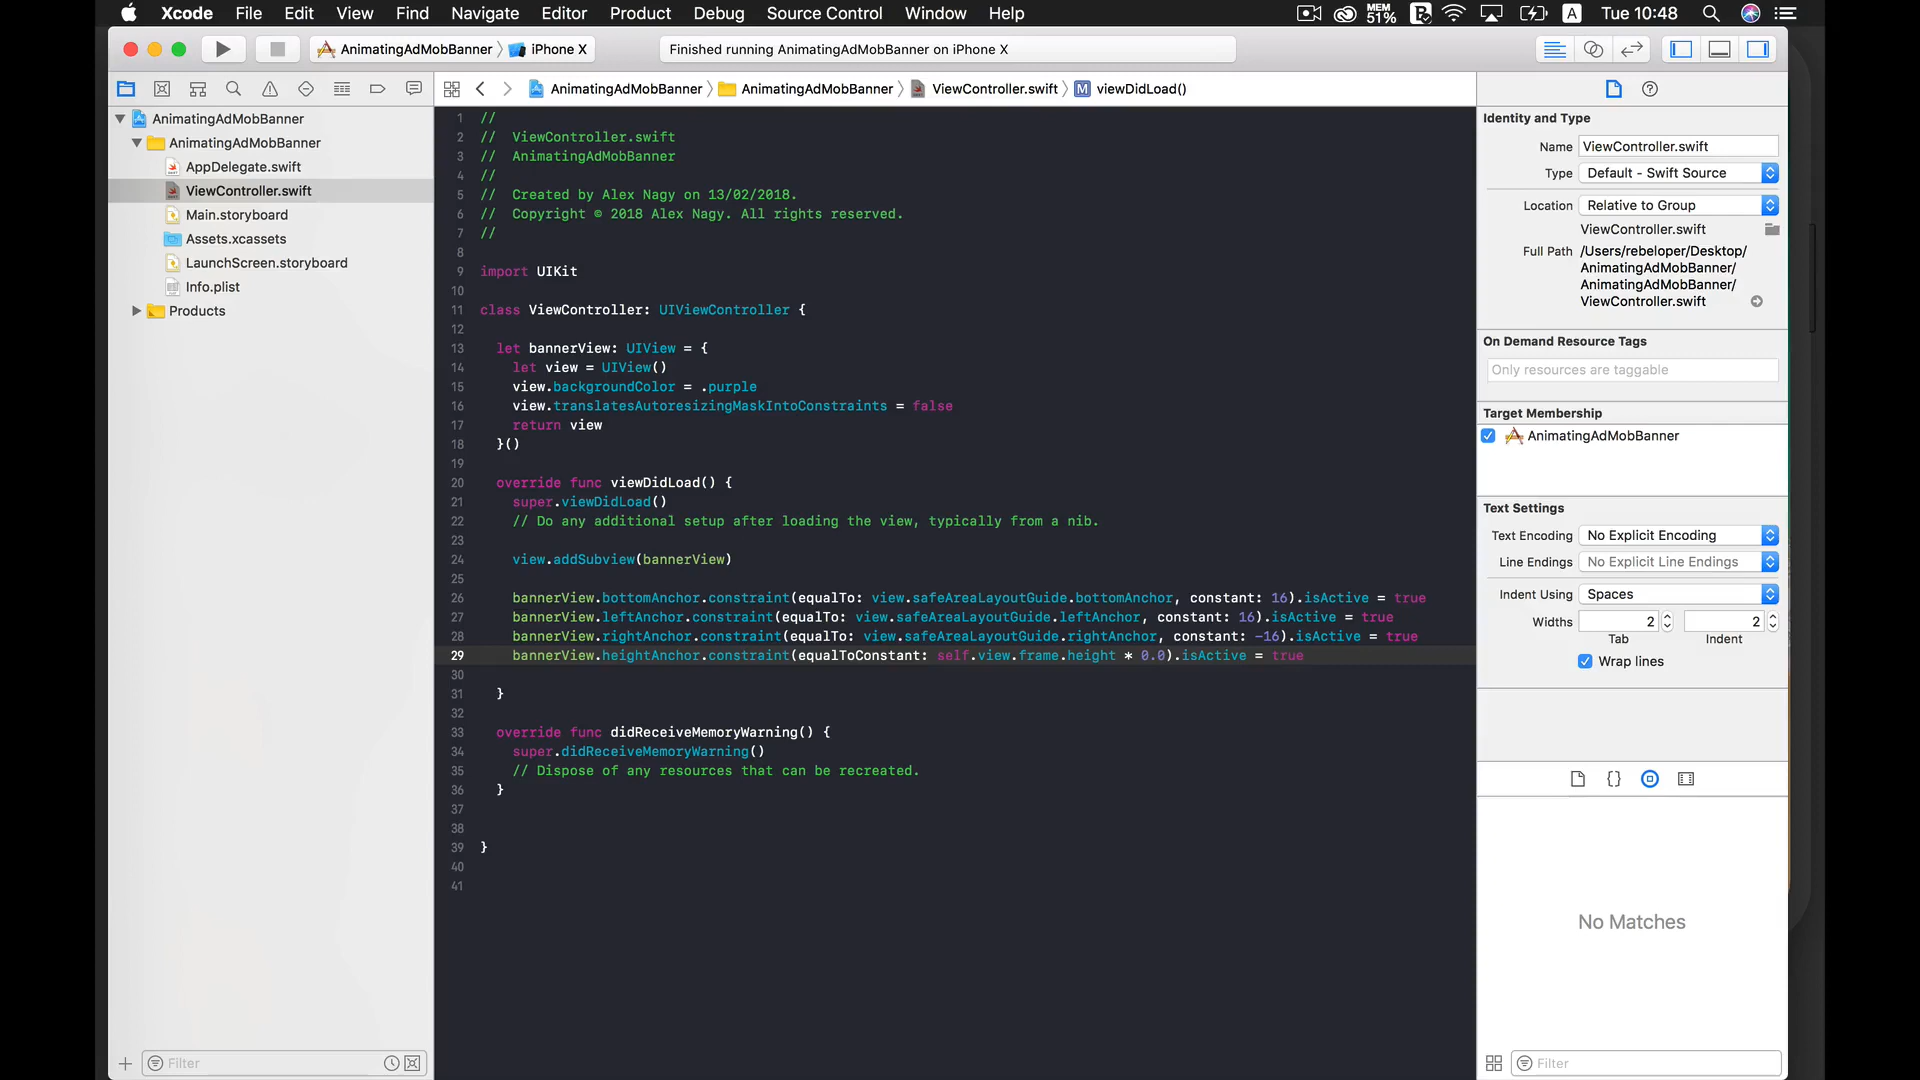 Xcode File Edit View Find Navigate Editor Product Debug Source Control Window Help MEM 51% A Tue 10:48
AnimatingAdMobBanner iPhone X Finished running AnimatingAdMobBanner on iPhone X
AnimatingAdMobBanner AnimatingAdMobBanner ViewController.swift M viewDidLoad()
AnimatingAdMobBanner
AnimatingAdMobBanner
AppDelegate.swift
ViewController.swift
Main.storyboard
Assets.xcassets
LaunchScreen.storyboard
Info.plist
Products
Filter
1 //
2 //  ViewController.swift
3 //  AnimatingAdMobBanner
4 //
5 //  Created by Alex Nagy on 13/02/2018.
6 //  Copyright © 2018 Alex Nagy. All rights reserved.
7 //
8
9 import UIKit
10
11 class ViewController: UIViewController {
12
13   let bannerView: UIView = {
14     let view = UIView()
15     view.backgroundColor = .purple
16     view.translatesAutoresizingMaskIntoConstraints = false
17     return view
18   }()
19
20   override func viewDidLoad() {
21     super.viewDidLoad()
22     // Do any additional setup after loading the view, typically from a nib.
23
24     view.addSubview(bannerView)
25
26     bannerView.bottomAnchor.constraint(equalTo: view.safeAreaLayoutGuide.bottomAnchor, constant: 16).isActive = true
27     bannerView.leftAnchor.constraint(equalTo: view.safeAreaLayoutGuide.leftAnchor, constant: 16).isActive = true
28     bannerView.rightAnchor.constraint(equalTo: view.safeAreaLayoutGuide.rightAnchor, constant: -16).isActive = true
29     bannerView.heightAnchor.constraint(equalToConstant: self.view.frame.height * 0.0).isActive = true
30
31   }
32
33   override func didReceiveMemoryWarning() {
34     super.didReceiveMemoryWarning()
35     // Dispose of any resources that can be recreated.
36   }
37
38
39 }
40
41
Identity and Type
Name ViewController.swift
Type Default - Swift Source
Location Relative to Group
ViewController.swift
Full Path /Users/rebeloper/Desktop/
AnimatingAdMobBanner/
AnimatingAdMobBanner/
ViewController.swift
On Demand Resource Tags
Only resources are taggable
Target Membership
AnimatingAdMobBanner
Text Settings
Text Encoding No Explicit Encoding
Line Endings No Explicit Line Endings
Indent Using Spaces
Widths 2 2
Tab Indent
Wrap lines
No Matches
Filter